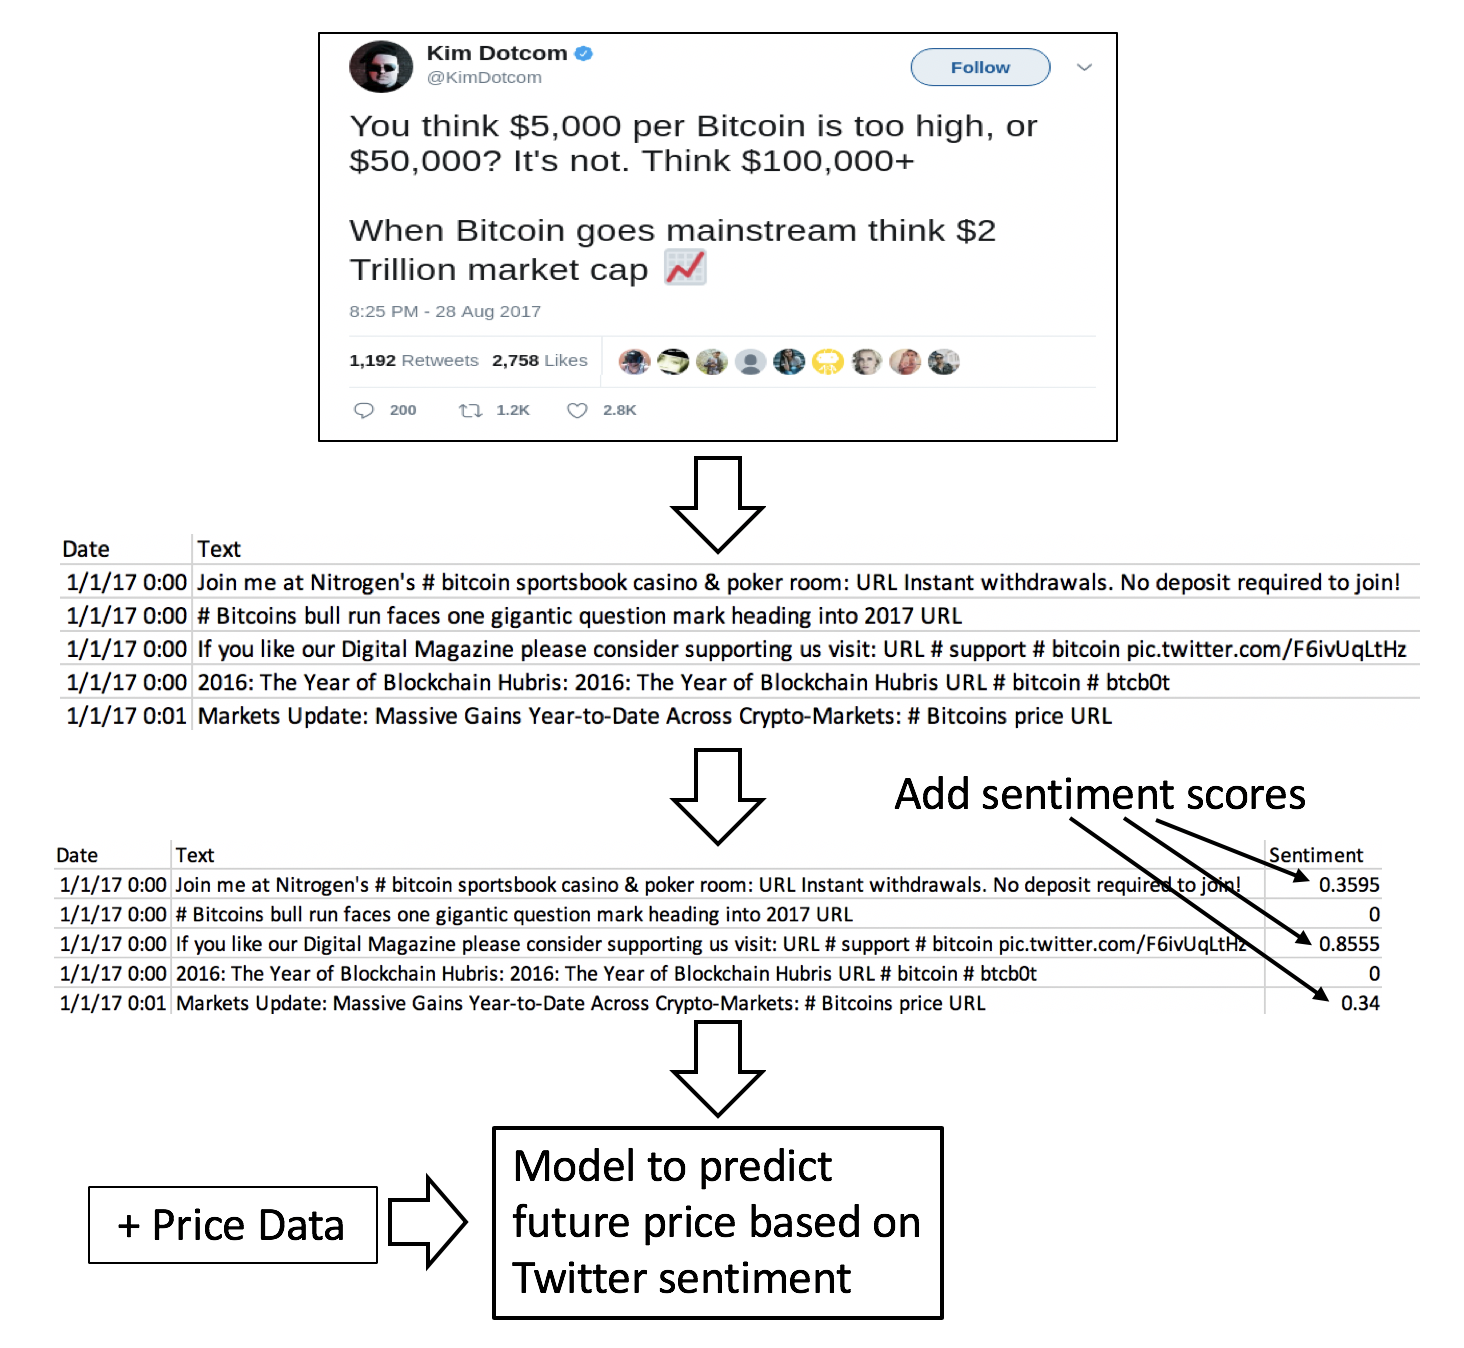 Kim Dotcom
@KimDotcom
Follow
You think $5,000 per Bitcoin is too high, or
$50,000? It's not. Think $100,000+
When Bitcoin goes mainstream think $2
Trillion market cap
8:25 PM - 28 Aug 2017
1,192 Retweets 2,758 Likes
200 1.2K 2.8K
Date Text
1/1/17 0:00 Join me at Nitrogen's # bitcoin sportsbook casino & poker room: URL Instant withdrawals. No deposit required to join!
1/1/17 0:00 # Bitcoins bull run faces one gigantic question mark heading into 2017 URL
1/1/17 0:00 If you like our Digital Magazine please consider supporting us visit: URL # support # bitcoin pic.twitter.com/F6ivUqLtHz
1/1/17 0:00 2016: The Year of Blockchain Hubris: 2016: The Year of Blockchain Hubris URL # bitcoin # btcb0t
1/1/17 0:01 Markets Update: Massive Gains Year-to-Date Across Crypto-Markets: # Bitcoins price URL
Add sentiment scores
Date Text Sentiment
1/1/17 0:00 Join me at Nitrogen's # bitcoin sportsbook casino & poker room: URL Instant withdrawals. No deposit required to join! 0.3595
1/1/17 0:00 # Bitcoins bull run faces one gigantic question mark heading into 2017 URL 0
1/1/17 0:00 If you like our Digital Magazine please consider supporting us visit: URL # support # bitcoin pic.twitter.com/F6ivUqLtHz 0.8555
1/1/17 0:00 2016: The Year of Blockchain Hubris: 2016: The Year of Blockchain Hubris URL # bitcoin # btcb0t 0
1/1/17 0:01 Markets Update: Massive Gains Year-to-Date Across Crypto-Markets: # Bitcoins price URL 0.34
+ Price Data
Model to predict
future price based on
Twitter sentiment